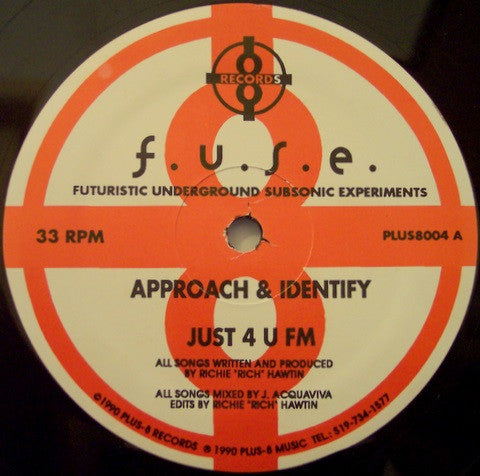 RECORDS
f.u.s.e.
FUTURISTIC UNDERGROUND SUBSONIC EXPERIMENTS
33 RPM
PLUS8004 A
APPROACH & IDENTIFY
JUST 4 U FM
ALL SONGS WRITTEN AND PRODUCED
BY RICHIE "RICH" HAWTIN
ALL SONGS MIXED BY J. ACQUAVIVA
EDITS BY RICHIE "RICH" HAWTIN
©1990 PLUS-8 RECORDS ℗ 1990 PLUS-8 MUSIC TEL.: 519-734-1577